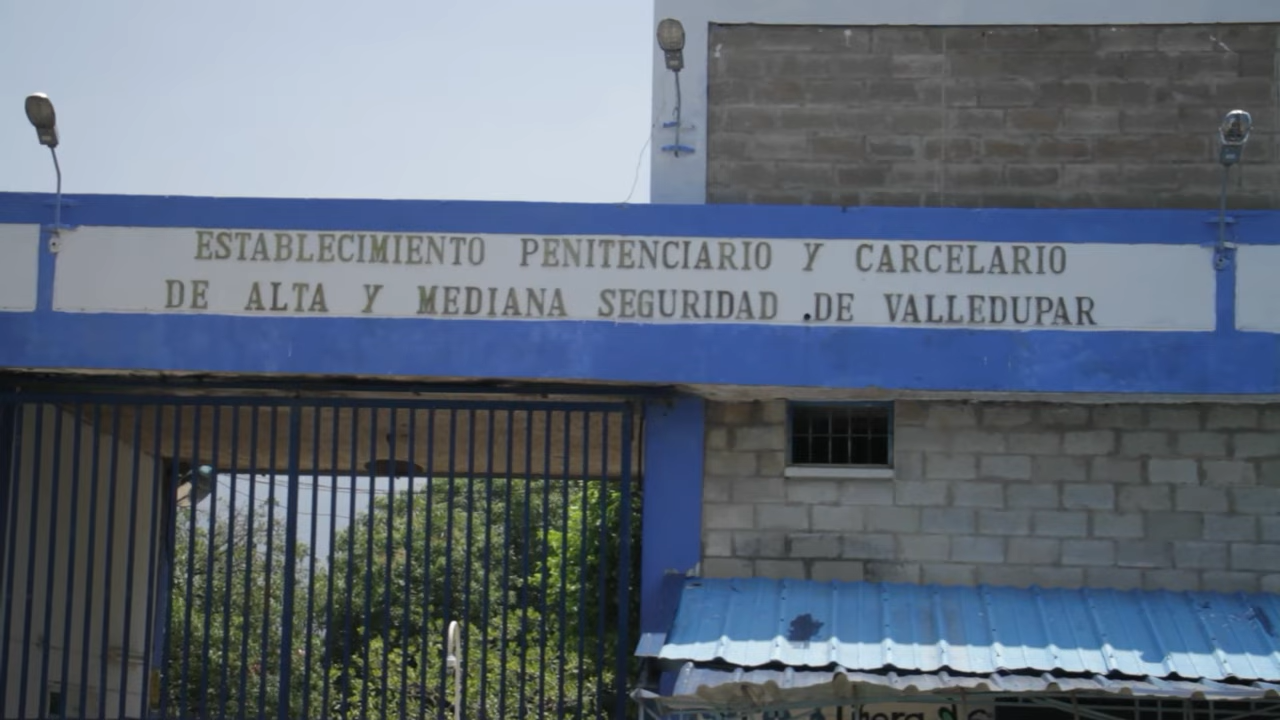 ESTABLECIMIENTO PENITENCIARIO Y CARCELARIO
DE ALTA Y MEDIANA SEGURIDAD DE VALLEDUPAR